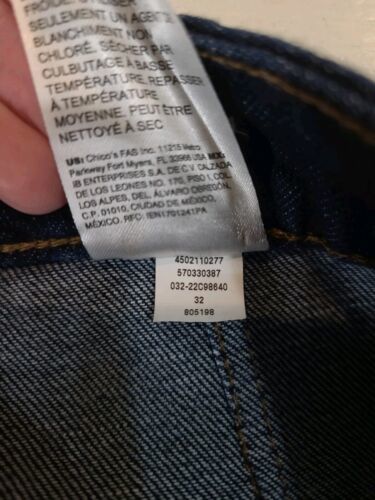 SEULEMENT UN AGENT DE
BLANCHIMENT NON
CHLORÉ. SÉCHER PAR
CULBUTAGE À BASSE
TEMPÉRATURE. REPASSER
À TEMPÉRATURE
MOYENNE. PEUT ÊTRE
NETTOYÉ À SEC
US: Chico's FAS Inc. 11215 Metro
Parkway Fort Myers, FL 33966 USA MX:
IB ENTERPRISES S.A. DE C.V. CALZADA
DE LOS LEONES NO. 170, PISO 1, COL.
LOS ALPES, DEL. ÁLVARO OBREGÓN,
C.P. 01010, CIUDAD DE MÉXICO,
MÉXICO. RFC: IEN1701241PA
4502110277
570330387
032-22C98640
32
805198